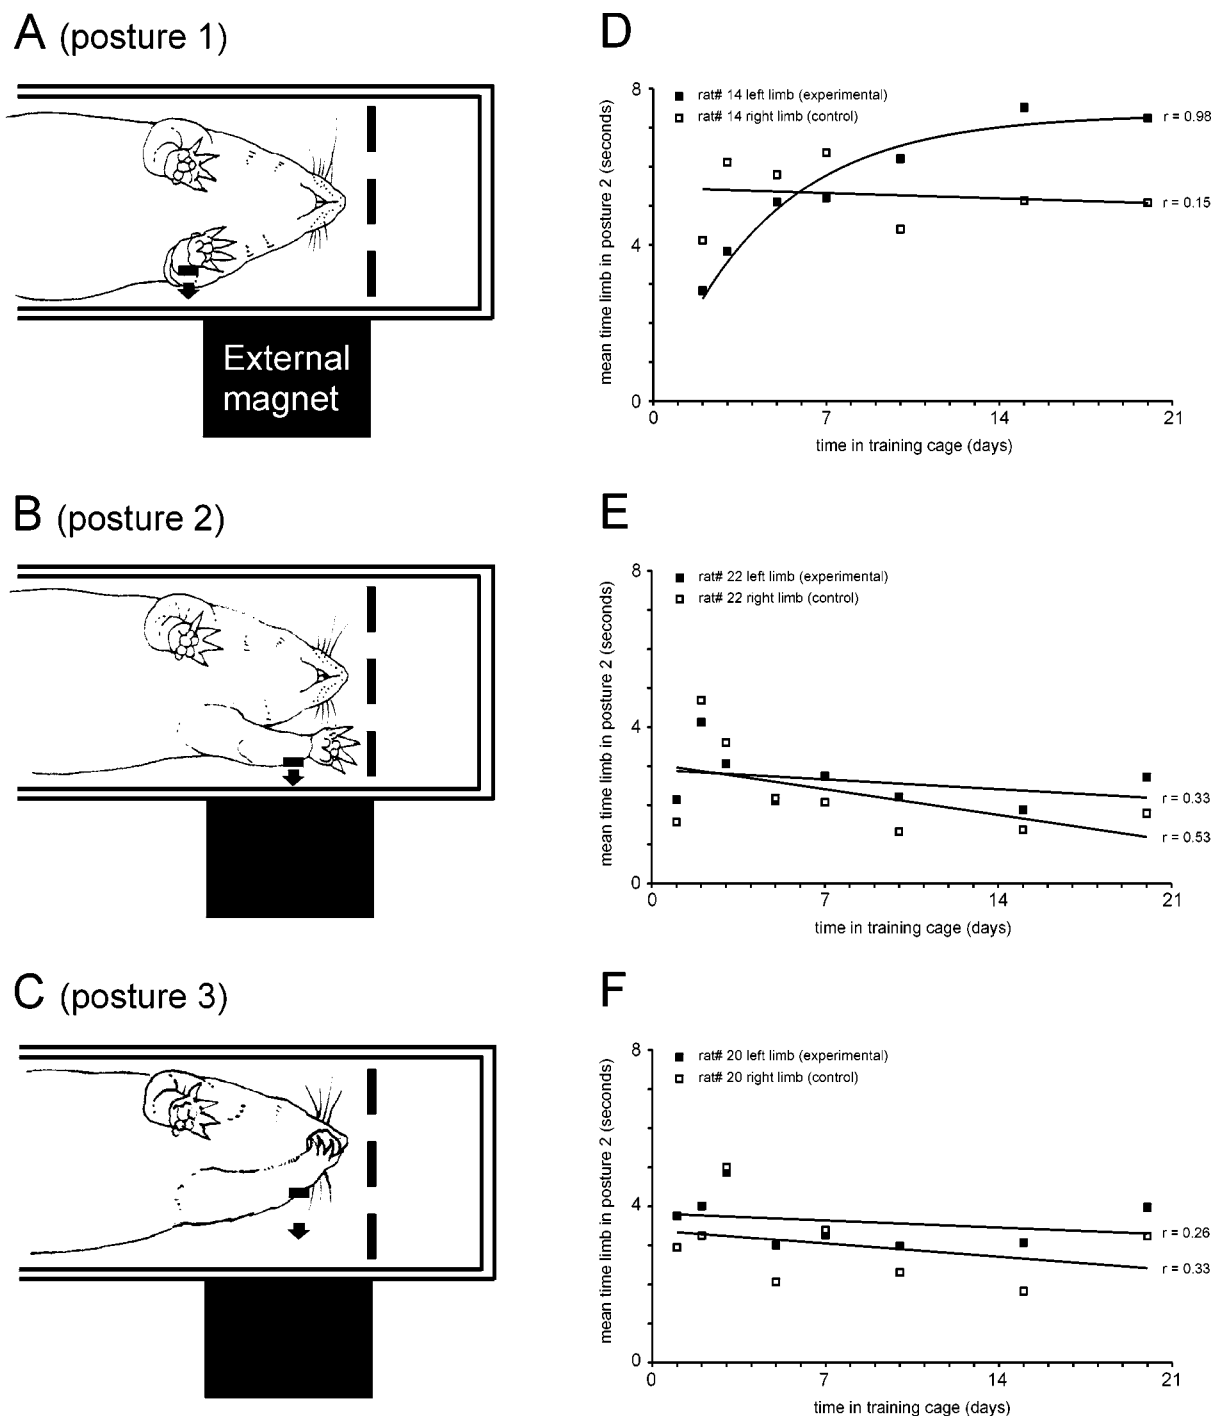 A (posture 1)
External
magnet
B (posture 2)
C (posture 3)
D
mean time limb in posture 2 (seconds)
8
4
0
rat# 14 left limb (experimental)
rat# 14 right limb (control)
r = 0.98
r = 0.15
0 7 14 21
time in training cage (days)
E
mean time limb in posture 2 (seconds)
8
4
0
rat# 22 left limb (experimental)
rat# 22 right limb (control)
r = 0.33
r = 0.53
0 7 14 21
time in training cage (days)
F
mean time limb in posture 2 (seconds)
8
4
0
rat# 20 left limb (experimental)
rat# 20 right limb (control)
r = 0.26
r = 0.33
0 7 14 21
time in training cage (days)